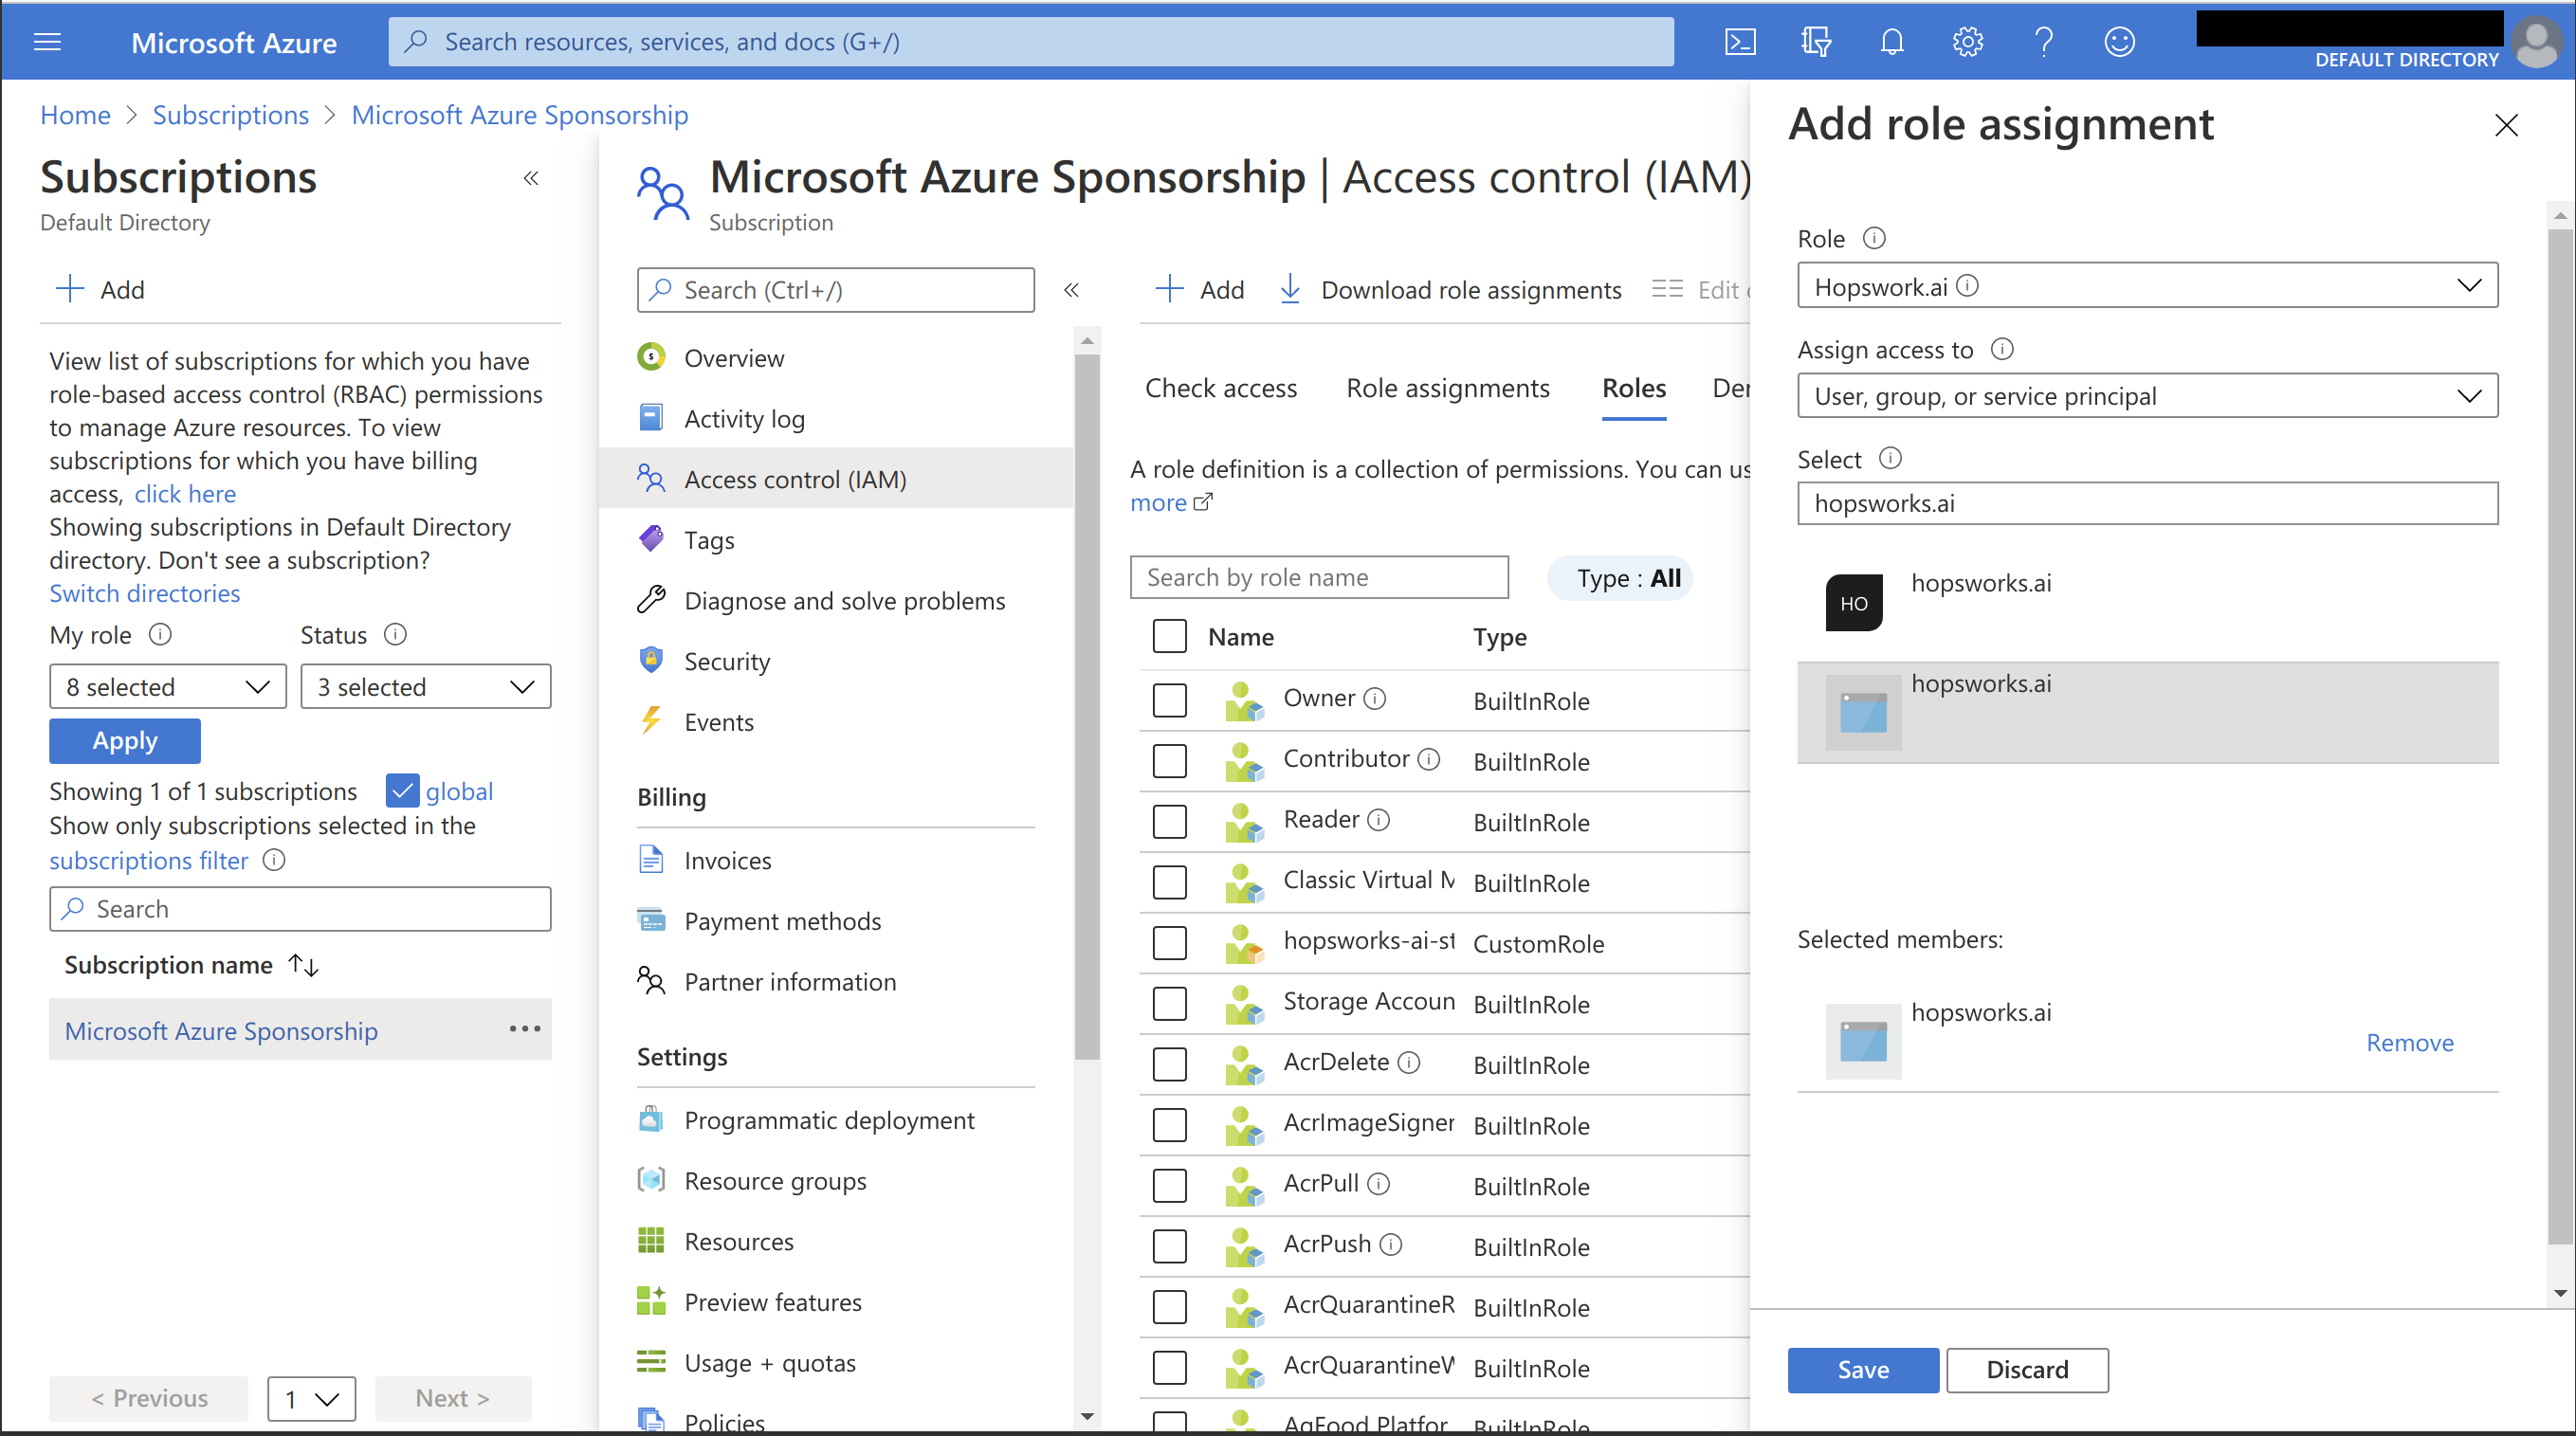 Microsoft Azure
Search resources, services, and docs (G+/)
DEFAULT DIRECTORY
Home > Subscriptions > Microsoft Azure Sponsorship
Subscriptions
Default Directory
Add
View list of subscriptions for which you have
role-based access control (RBAC) permissions
to manage Azure resources. To view
subscriptions for which you have billing
access, click here
Showing subscriptions in Default Directory
directory. Don't see a subscription?
Switch directories
My role
Status
8 selected
3 selected
Apply
Showing 1 of 1 subscriptions global
Show only subscriptions selected in the
subscriptions filter
Search
Subscription name
Microsoft Azure Sponsorship
< Previous
1
Next >
Microsoft Azure Sponsorship | Access control (IAM)
Subscription
Search (Ctrl+/)
Overview
Activity log
Access control (IAM)
Tags
Diagnose and solve problems
Security
Events
Billing
Invoices
Payment methods
Partner information
Settings
Programmatic deployment
Resource groups
Resources
Preview features
Usage + quotas
Policies
Add
Download role assignments
Edit
Check access
Role assignments
Roles
A role definition is a collection of permissions. You can us
more
Search by role name
Type : All
Name Type
Owner BuiltInRole
Contributor BuiltInRole
Reader BuiltInRole
Classic Virtual BuiltInRole
hopsworks-ai-st CustomRole
Storage Accoun BuiltInRole
AcrDelete BuiltInRole
AcrImageSigner BuiltInRole
AcrPull BuiltInRole
AcrPush BuiltInRole
AcrQuarantineR BuiltInRole
AcrQuarantineW BuiltInRole
AgFood Platfor BuiltInRole
Add role assignment
Role
Hopswork.ai
Assign access to
User, group, or service principal
Select
hopsworks.ai
HO
hopsworks.ai
hopsworks.ai
Selected members:
hopsworks.ai
Remove
Save
Discard